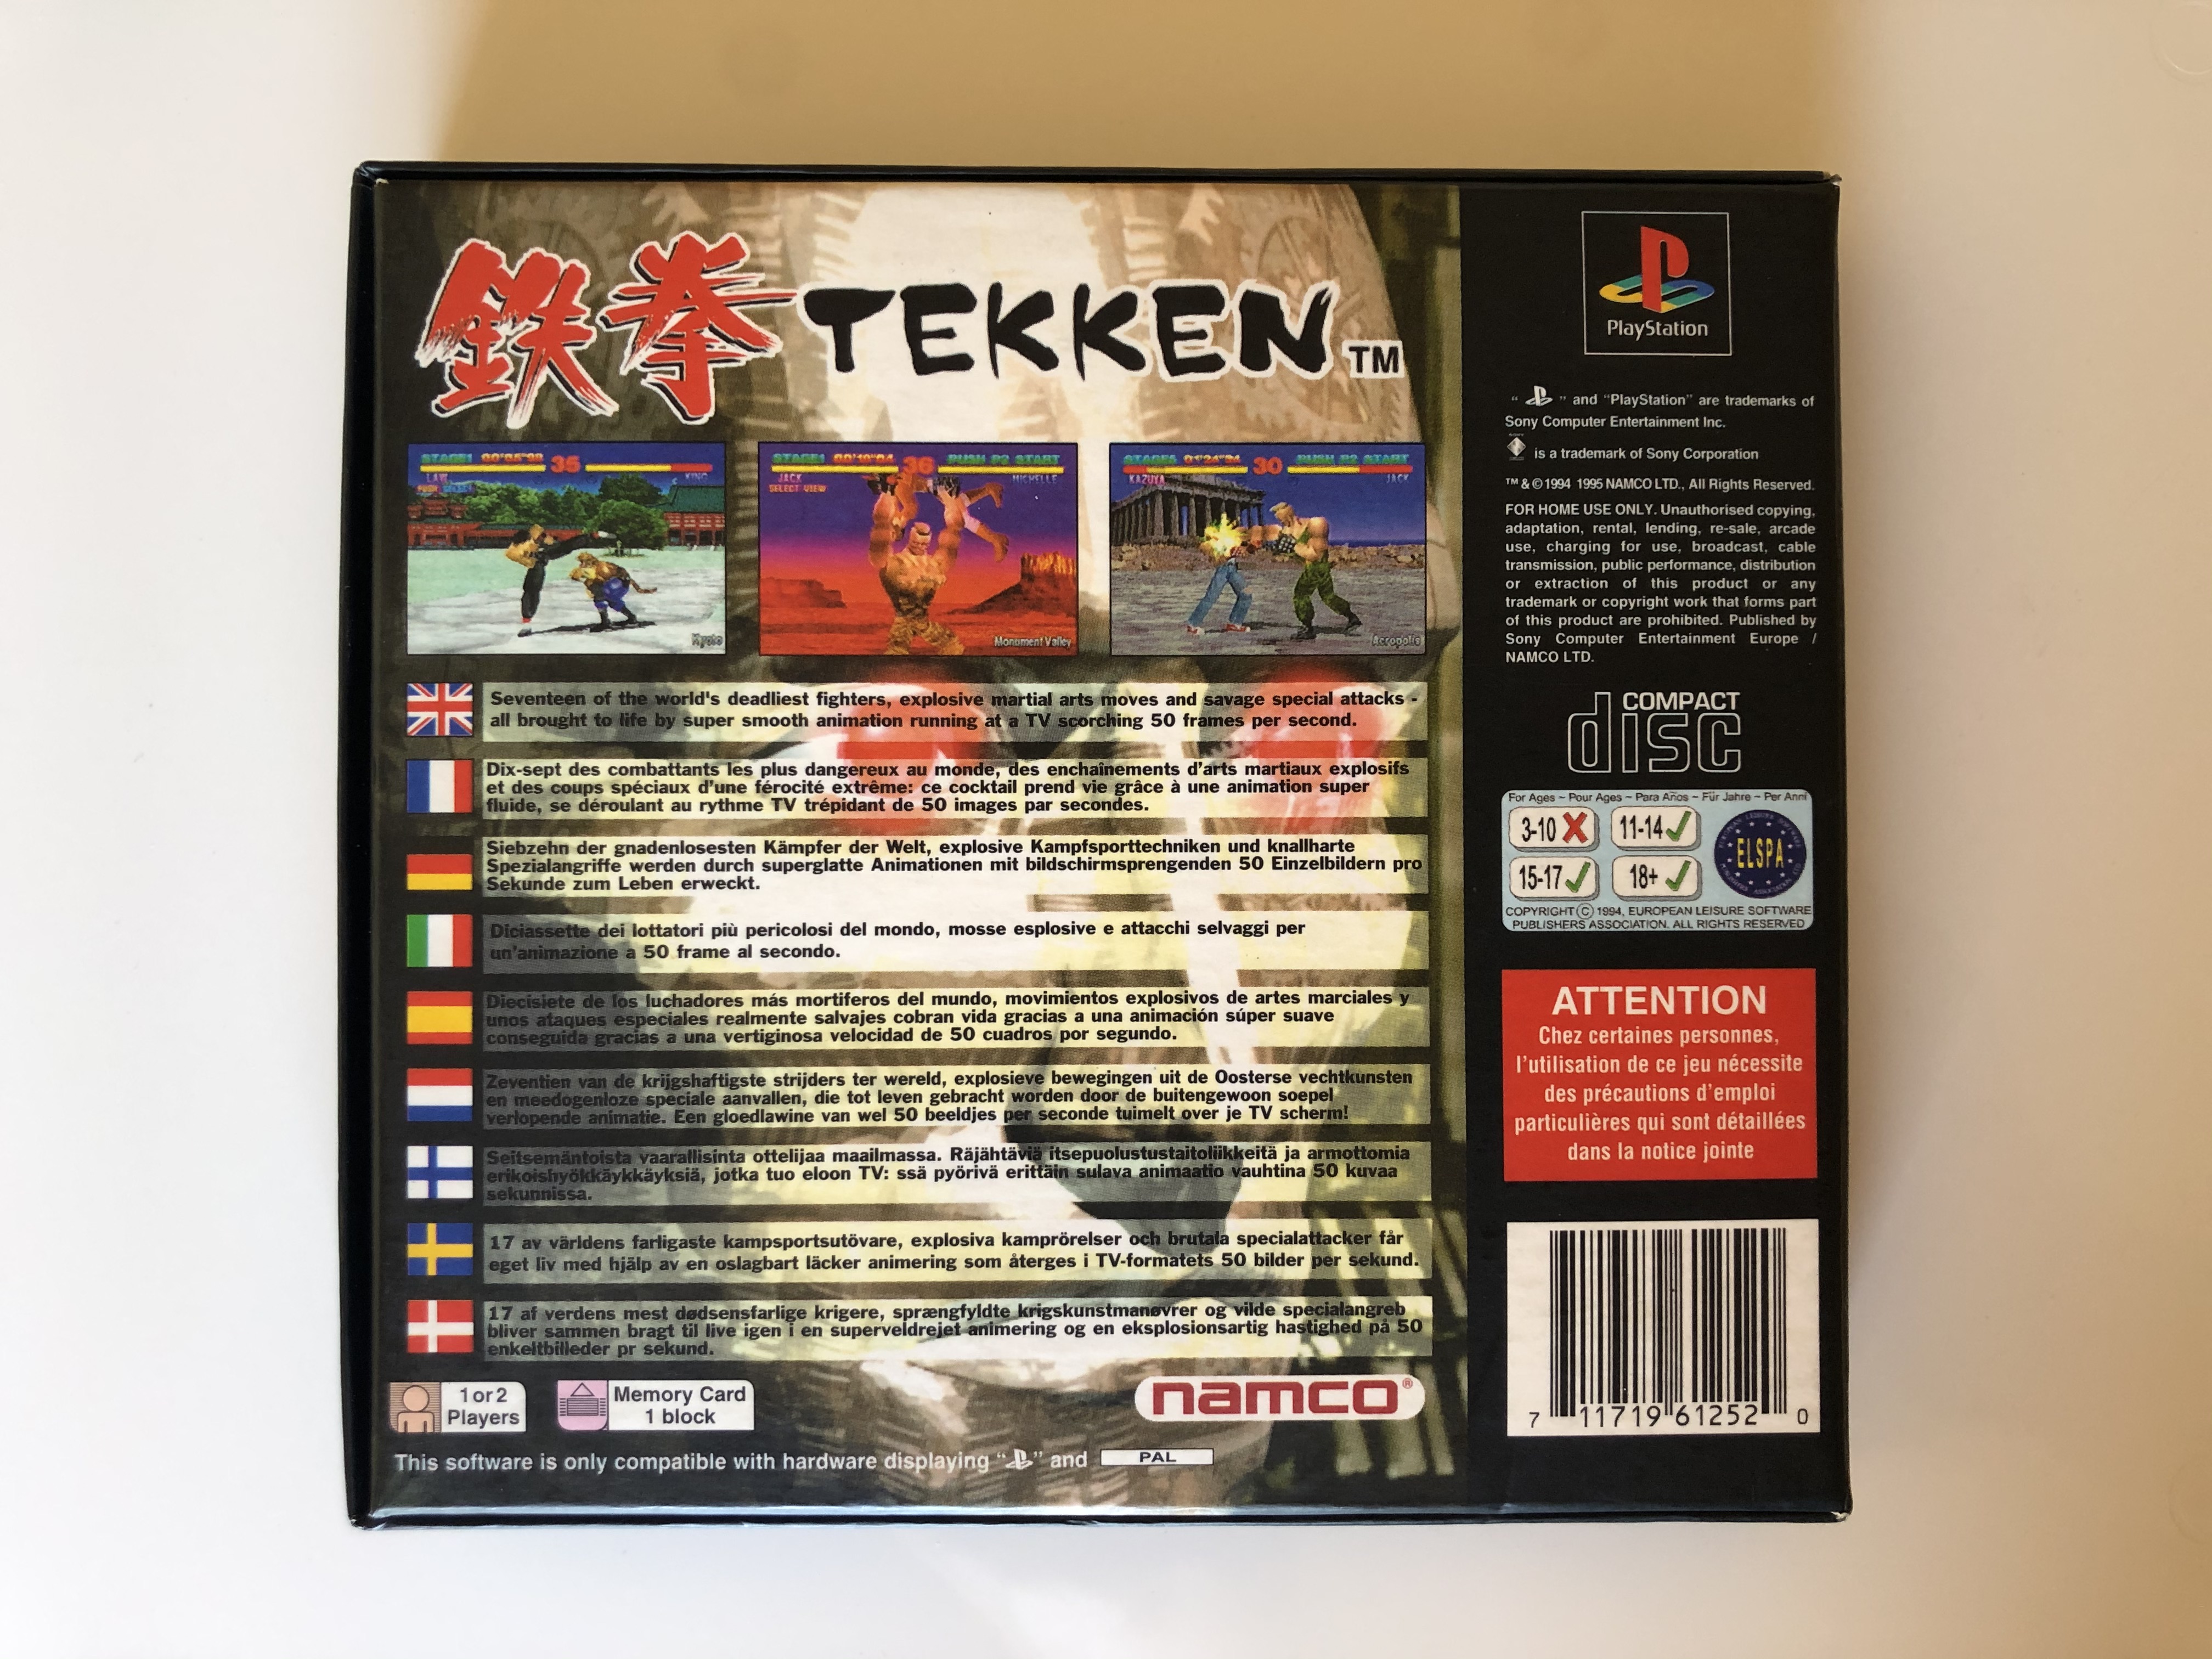 鉄拳 TEKKEN TM
STAGE1 00'05"98 35
LAW KING
Kyoto
STAGE1 00'10"04 36 PUSH P2 START
JACK MICHELLE
SELECT VIEW
Monument Valley
30 PUSH P2 START
KAZUYA JACK
Acropolis
Seventeen of the world's deadliest fighters, explosive martial arts moves and savage special attacks -
all brought to life by super smooth animation running at a TV scorching 50 frames per second.
Dix-sept des combattants les plus dangereux au monde, des enchaînements d'arts martiaux explosifs
et des coups spéciaux d'une férocité extrême: ce cocktail prend vie grâce à une animation super
fluide, se déroulant au rythme TV trépidant de 50 images par secondes.
Siebzehn der gnadenlosesten Kämpfer der Welt, explosive Kampfsporttechniken und knallharte
Spezialangriffe werden durch superglatte Animationen mit bildschirmsprengenden 50 Einzelbildern pro
Sekunde zum Leben erweckt.
Diciassette dei lottatori più pericolosi del mondo, mosse esplosive e attacchi selvaggi per
un'animazione a 50 frame al secondo.
Diecisiete de los luchadores más mortiferos del mundo, movimientos explosivos de artes marciales y
unos ataques especiales realmente salvajes cobran vida gracias a una animación súper suave
conseguida gracias a una vertiginosa velocidad de 50 cuadros por segundo.
Zeventien van de krijgshaftigste strijders ter wereld, explosieve bewegingen uit de Oosterse vechtkunsten
en meedogenloze speciale aanvallen, die tot leven gebracht worden door de buitengewoon soepel
verlopende animatie. Een gloedlawine van wel 50 beeldjes per seconde tuimelt over je TV scherm!
Seitsemäntoista vaarallisinta ottelijaa maailmassa. Räjähtäviä itsepuolustustaitoliikkeitä ja armottomia
erikoishyökkäykkäyksiä, jotka tuo eloon TV: ssä pyörivä erittäin sulava animaatio vauhtina 50 kuvaa
sekunnissa.
17 av världens farligaste kampsportsutövare, explosiva kamprörelser och brutala specialattacker får
eget liv med hjälp av en oslagbart läcker animering som återges i TV-formatets 50 bilder per sekund.
17 af verdens mest dødsensfarlige krigere, sprængfyldte krigskunstmanøvrer og vilde specialangreb
bliver sammen bragt til live igen i en superveldrejet animering og en eksplosionsartig hastighed på 50
enkeltbilleder pr sekund.
1 or 2
Players
Memory Card
1 block
namco®
This software is only compatible with hardware displaying " " and PAL
PlayStation
" " and "PlayStation" are trademarks of
Sony Computer Entertainment Inc.
is a trademark of Sony Corporation
™ & © 1994 1995 NAMCO LTD., All Rights Reserved.
FOR HOME USE ONLY. Unauthorised copying,
adaptation, rental, lending, re-sale, arcade
use, charging for use, broadcast, cable
transmission, public performance, distribution
or extraction of this product or any
trademark or copyright work that forms part
of this product are prohibited. Published by
Sony Computer Entertainment Europe /
NAMCO LTD.
COMPACT
disc
For Ages ~ Pour Ages ~ Para Años ~ Für Jahre ~ Per Anni
3-10 11-14
15-17 18+
ELSPA
COPYRIGHT © 1994, EUROPEAN LEISURE SOFTWARE
PUBLISHERS ASSOCIATION. ALL RIGHTS RESERVED
ATTENTION
Chez certaines personnes,
l'utilisation de ce jeu nécessite
des précautions d'emploi
particulières qui sont détaillées
dans la notice jointe
7 11719 61252 0